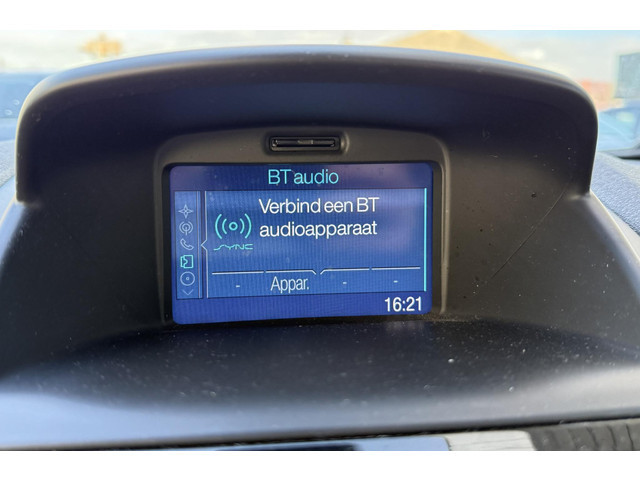 BT audio
Verbind een BT
audioapparaat
SYNC
- Appar. - -
16:21